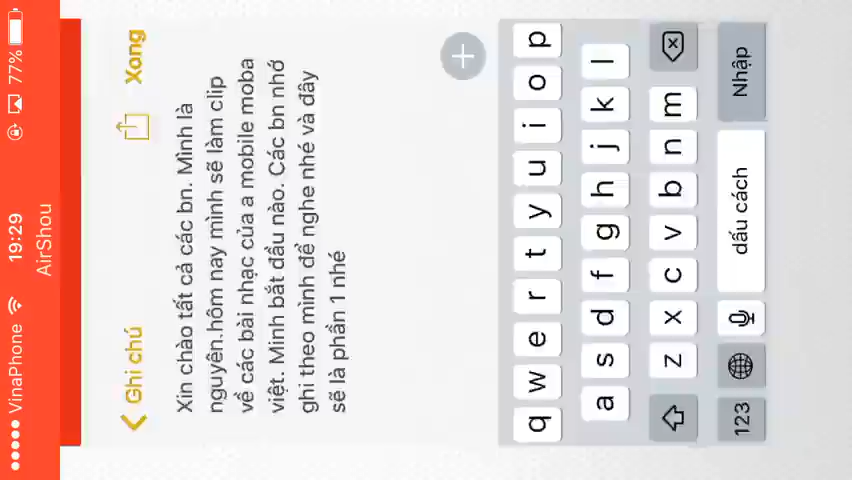 VinaPhone 19:29 77%
AirShou
Ghi chú Xong
Xin chào tất cả các bn. Mình là
nguyên.hôm nay mình sẽ làm clip
về các bài nhạc của a mobile moba
việt. Minh bắt đầu nào. Các bn nhớ
ghi theo mình để nghe nhé và đây
sẽ là phần 1 nhé
q w e r t y u i o p
a s d f g h j k l
z x c v b n m
123 dấu cách Nhập